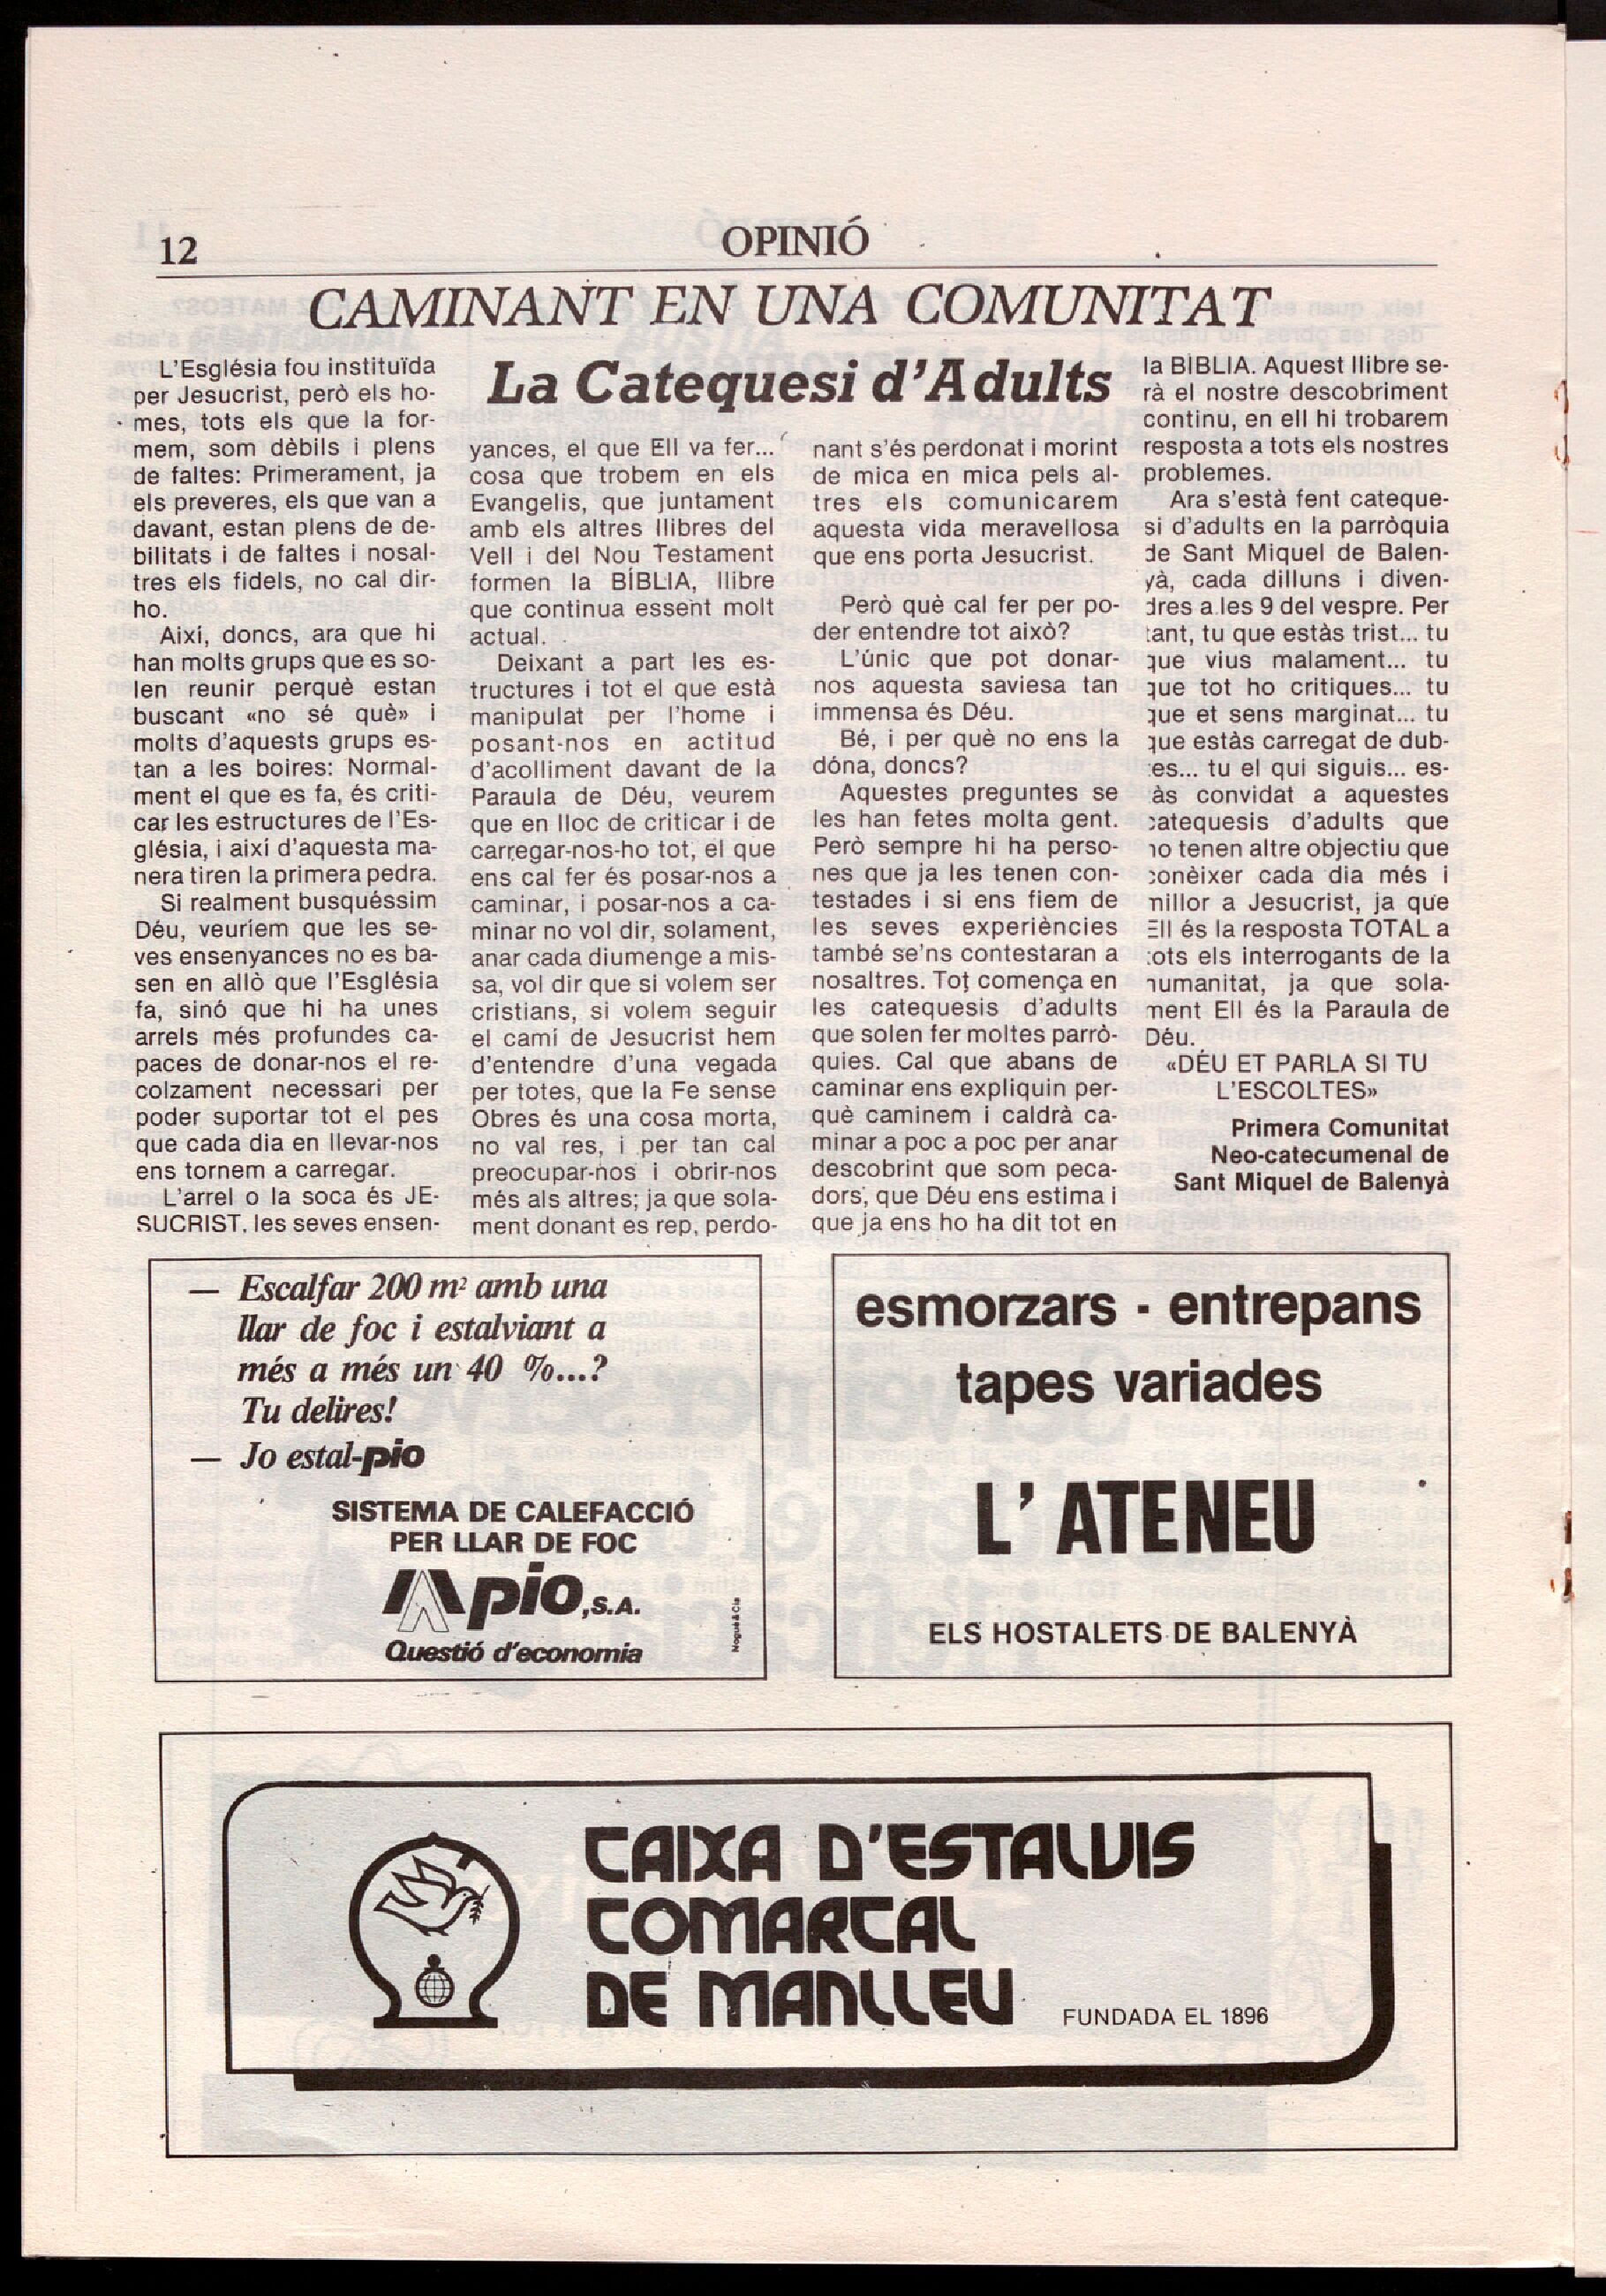 12
OPINIÓ
CAMINANT EN UNA COMUNITAT
La Catequesi d'Adults
L'Església fou instituïda
per Jesucrist, però els ho-
mes, tots els que la for-
mem, som dèbils i plens
de faltes: Primerament, ja
els preveres, els que van a
davant, estan plens de de-
bilitats i de faltes i nosal-
tres els fidels, no cal dir-
ho.
Així, doncs, ara que hi
han molts grups que es so-
len reunir perquè estan
buscant «no sé què» i
molts d'aquests grups es-
tan a les boires: Normal-
ment el que es fa, és criti-
car les estructures de l'Es-
glésia, i així d'aquesta ma-
nera tiren la primera pedra.
Si realment busquéssim
Déu, veuríem que les se-
ves ensenyances no es ba-
sen en allò que l'Església
fa, sinó que hi ha unes
arrels més profundes ca-
paces de donar-nos el re-
colzament necessari per
poder suportar tot el pes
que cada dia en llevar-nos
ens tornem a carregar.
L'arrel o la soca és JE-
SUCRIST, les seves ensen-
yances, el que Ell va fer...
cosa que trobem en els
Evangelis, que juntament
amb els altres llibres del
Vell i del Nou Testament
formen la BÍBLIA, llibre
que continua essent molt
actual.
Deixant a part les es-
tructures i tot el que està
manipulat per l'home i
posant-nos en actitud
d'acolliment davant de la
Paraula de Déu, veurem
que en lloc de criticar i de
carregar-nos-ho tot, el que
ens cal fer és posar-nos a
caminar, i posar-nos a ca-
minar no vol dir, solament,
anar cada diumenge a mis-
sa, vol dir que si volem ser
cristians, si volem seguir
el camí de Jesucrist hem
d'entendre d'una vegada
per totes, que la Fe sense
Obres és una cosa morta,
no val res, i per tan cal
preocupar-nos i obrir-nos
més als altres; ja que sola-
ment donant es rep, perdo-
nant s'és perdonat i morint
de mica en mica pels al-
tres els comunicarem
aquesta vida meravellosa
que ens porta Jesucrist.
Però què cal fer per po-
der entendre tot això?
L'únic que pot donar-
nos aquesta saviesa tan
immensa és Déu.
Bé, i per què no ens la
dóna, doncs?
Aquestes preguntes se
les han fetes molta gent.
Però sempre hi ha perso-
nes que ja les tenen con-
testades i si ens fiem de
les seves experiències
també se'ns contestaran a
nosaltres. Tot comença en
les catequesis d'adults
que solen fer moltes parrò-
quies. Cal que abans de
caminar ens expliquin per-
què caminem i caldrà ca-
minar a poc a poc per anar
descobrint que som peca-
dors, que Déu ens estima i
que ja ens ho ha dit tot en
la BÍBLIA. Aquest llibre se-
rà el nostre descobriment
continu, en ell hi trobarem
resposta a tots els nostres
problemes.
Ara s'està fent cateque-
si d'adults en la parròquia
de Sant Miquel de Balen-
yà, cada dilluns i diven-
dres a les 9 del vespre. Per
tant, tu que estàs trist... tu
que vius malament... tu
que tot ho critiques... tu
que et sens marginat... tu
que estàs carregat de dub-
tes... tu el qui siguis... es-
tàs convidat a aquestes
catequesis d'adults que
no tenen altre objectiu que
conèixer cada dia més i
millor a Jesucrist, ja que
Ell és la resposta TOTAL a
tots els interrogants de la
humanitat, ja que sola-
ment Ell és la Paraula de
Déu.
«DÉU ET PARLA SI TU
L'ESCOLTES»
Primera Comunitat
Neo-catecumenal de
Sant Miquel de Balenyà
— Escalfar 200 m² amb una
llar de foc i estalviant a
més a més un 40 %...?
Tu delires!
— Jo estal-pio
SISTEMA DE CALEFACCIÓ
PER LLAR DE FOC
pio,S.A.
Questió d'economia
Nogué & Cia
esmorzars - entrepans
tapes variades
L'ATENEU
ELS HOSTALETS DE BALENYÀ
CAIXA D'ESTALVIS
COMARCAL
DE MANLLEU
FUNDADA EL 1896